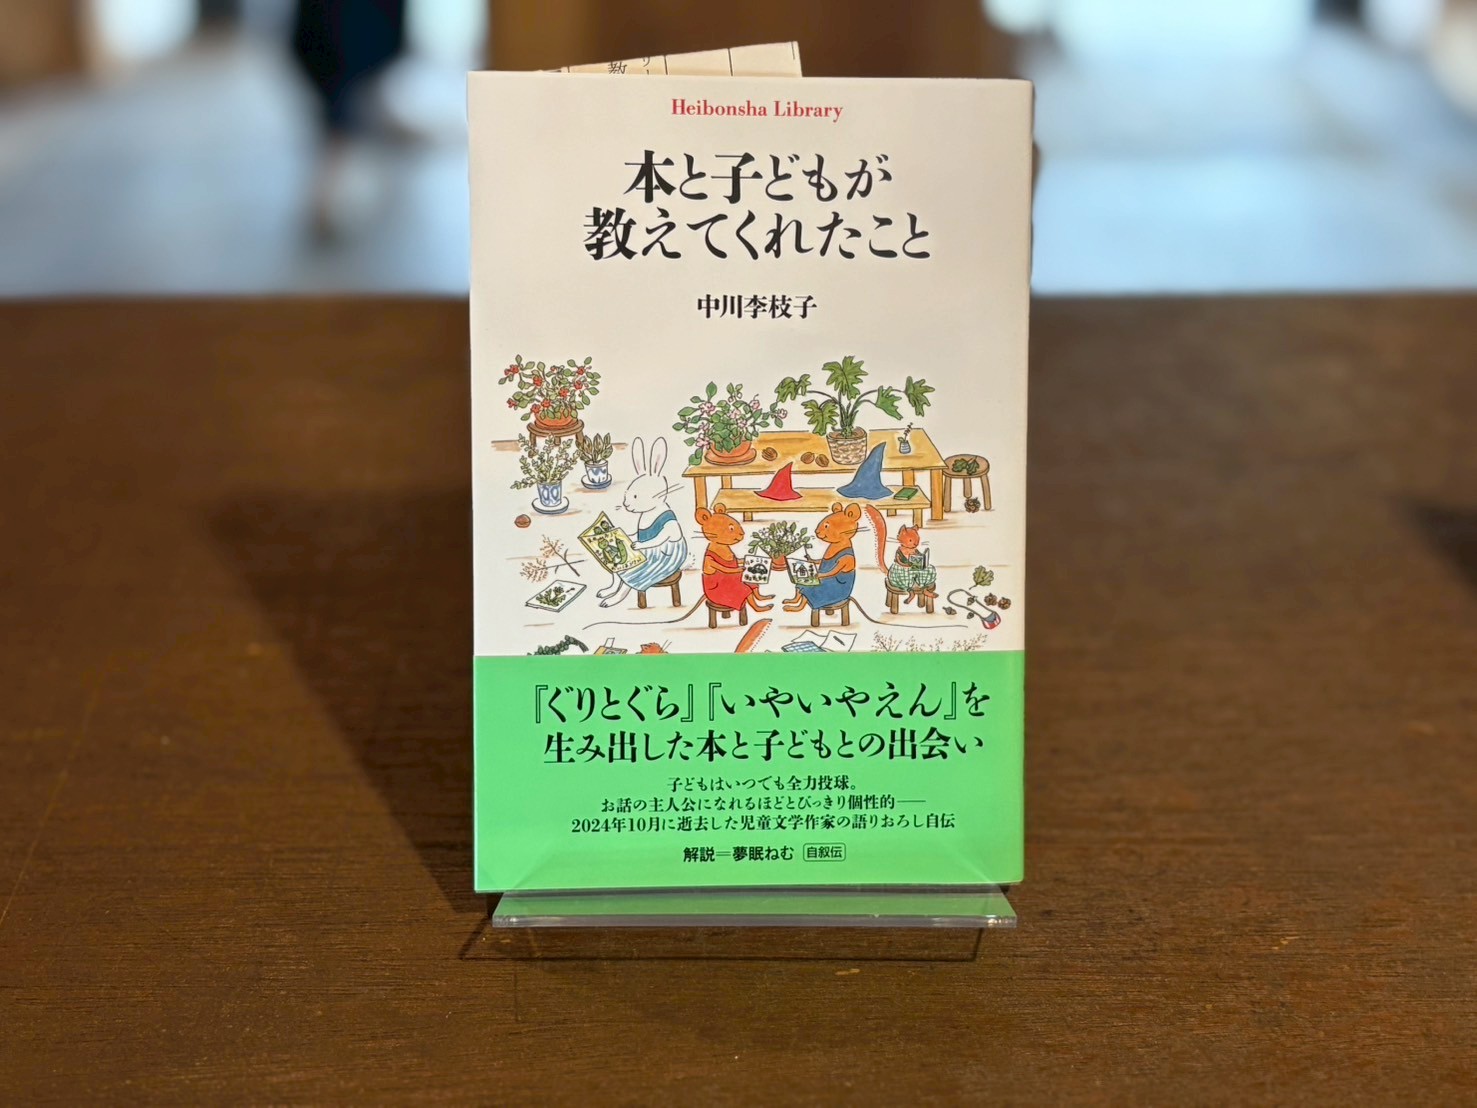 Heibonsha Library
本と子どもが
教えてくれたこと
中川李枝子
『ぐりとぐら』『いやいやえん』を
生み出した本と子どもとの出会い
子どもはいつでも全力投球。
お話の主人公になれるほどとびっきり個性的——
2024年10月に逝去した児童文学作家の語りおろし自伝
解説＝夢眠ねむ 自叙伝